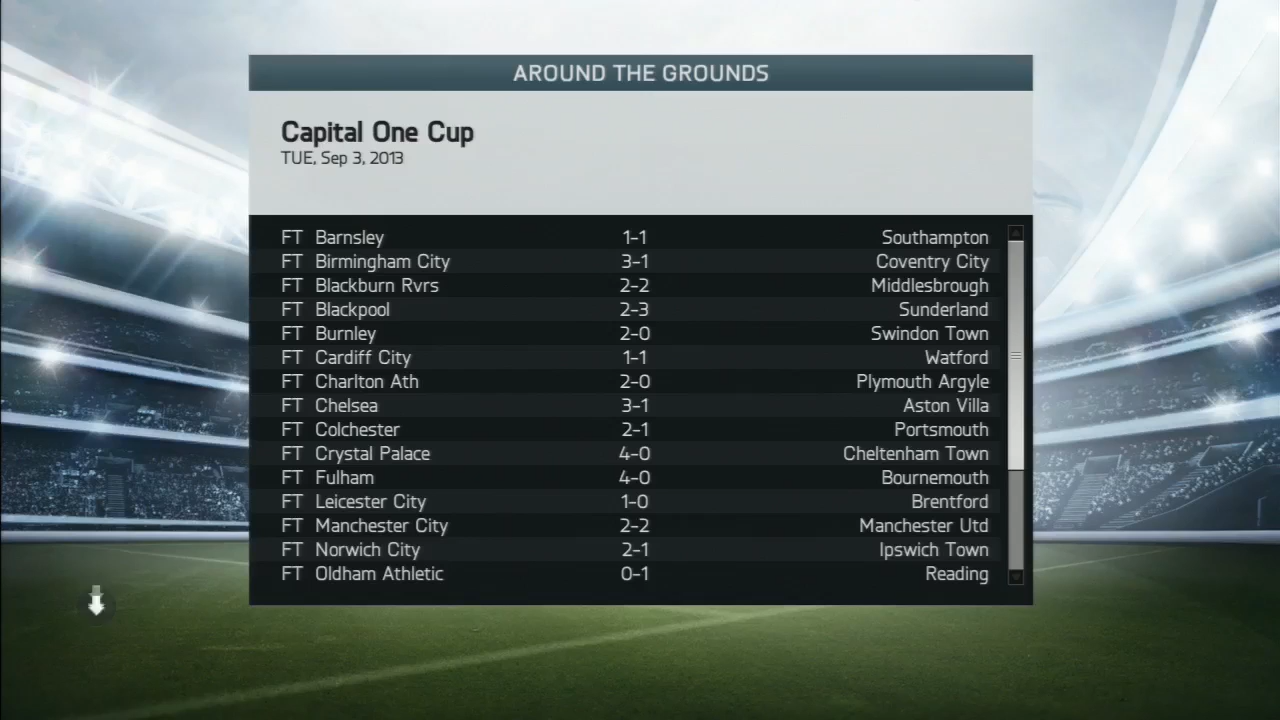 AROUND THE GROUNDS
Capital One Cup
TUE, Sep 3, 2013
FT Barnsley 1-1 Southampton
FT Birmingham City 3-1 Coventry City
FT Blackburn Rvrs 2-2 Middlesbrough
FT Blackpool 2-3 Sunderland
FT Burnley 2-0 Swindon Town
FT Cardiff City 1-1 Watford
FT Charlton Ath 2-0 Plymouth Argyle
FT Chelsea 3-1 Aston Villa
FT Colchester 2-1 Portsmouth
FT Crystal Palace 4-0 Cheltenham Town
FT Fulham 4-0 Bournemouth
FT Leicester City 1-0 Brentford
FT Manchester City 2-2 Manchester Utd
FT Norwich City 2-1 Ipswich Town
FT Oldham Athletic 0-1 Reading